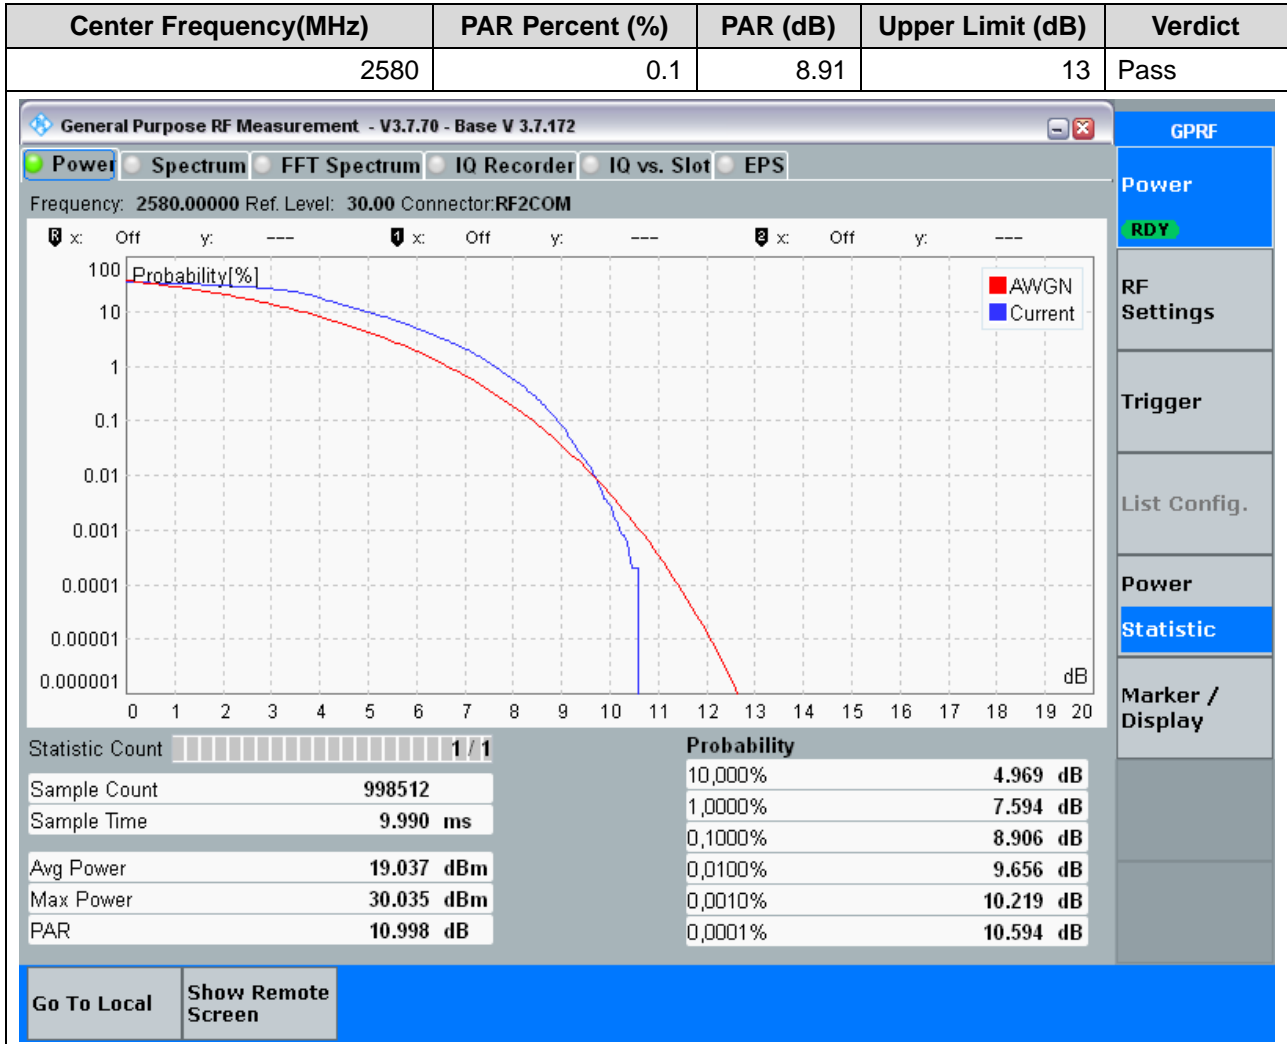 Center Frequency(MHz) PAR Percent (%) PAR (dB) Upper Limit (dB) Verdict
2580 0.1 8.91 13 Pass
General Purpose RF Measurement - V3.7.70 - Base V 3.7.172
GPRF
Power Spectrum FFT Spectrum IQ Recorder IQ vs. Slot EPS
Power
RDY
Frequency: 2580.00000 Ref. Level: 30.00 Connector:RF2COM
R x: Off y: --- 1 x: Off y: --- 2 x: Off y: ---
Probability[%]
AWGN
Current
100
10
1
0.1
0.01
0.001
0.0001
0.00001
0.000001
dB
0 1 2 3 4 5 6 7 8 9 10 11 12 13 14 15 16 17 18 19 20
RF
Settings
Trigger
List Config.
Power
Statistic
Marker /
Display
Statistic Count 1 / 1
Sample Count 998512
Sample Time 9.990 ms
Avg Power 19.037 dBm
Max Power 30.035 dBm
PAR 10.998 dB
Probability
10,000% 4.969 dB
1,0000% 7.594 dB
0,1000% 8.906 dB
0,0100% 9.656 dB
0,0010% 10.219 dB
0,0001% 10.594 dB
Go To Local
Show Remote
Screen